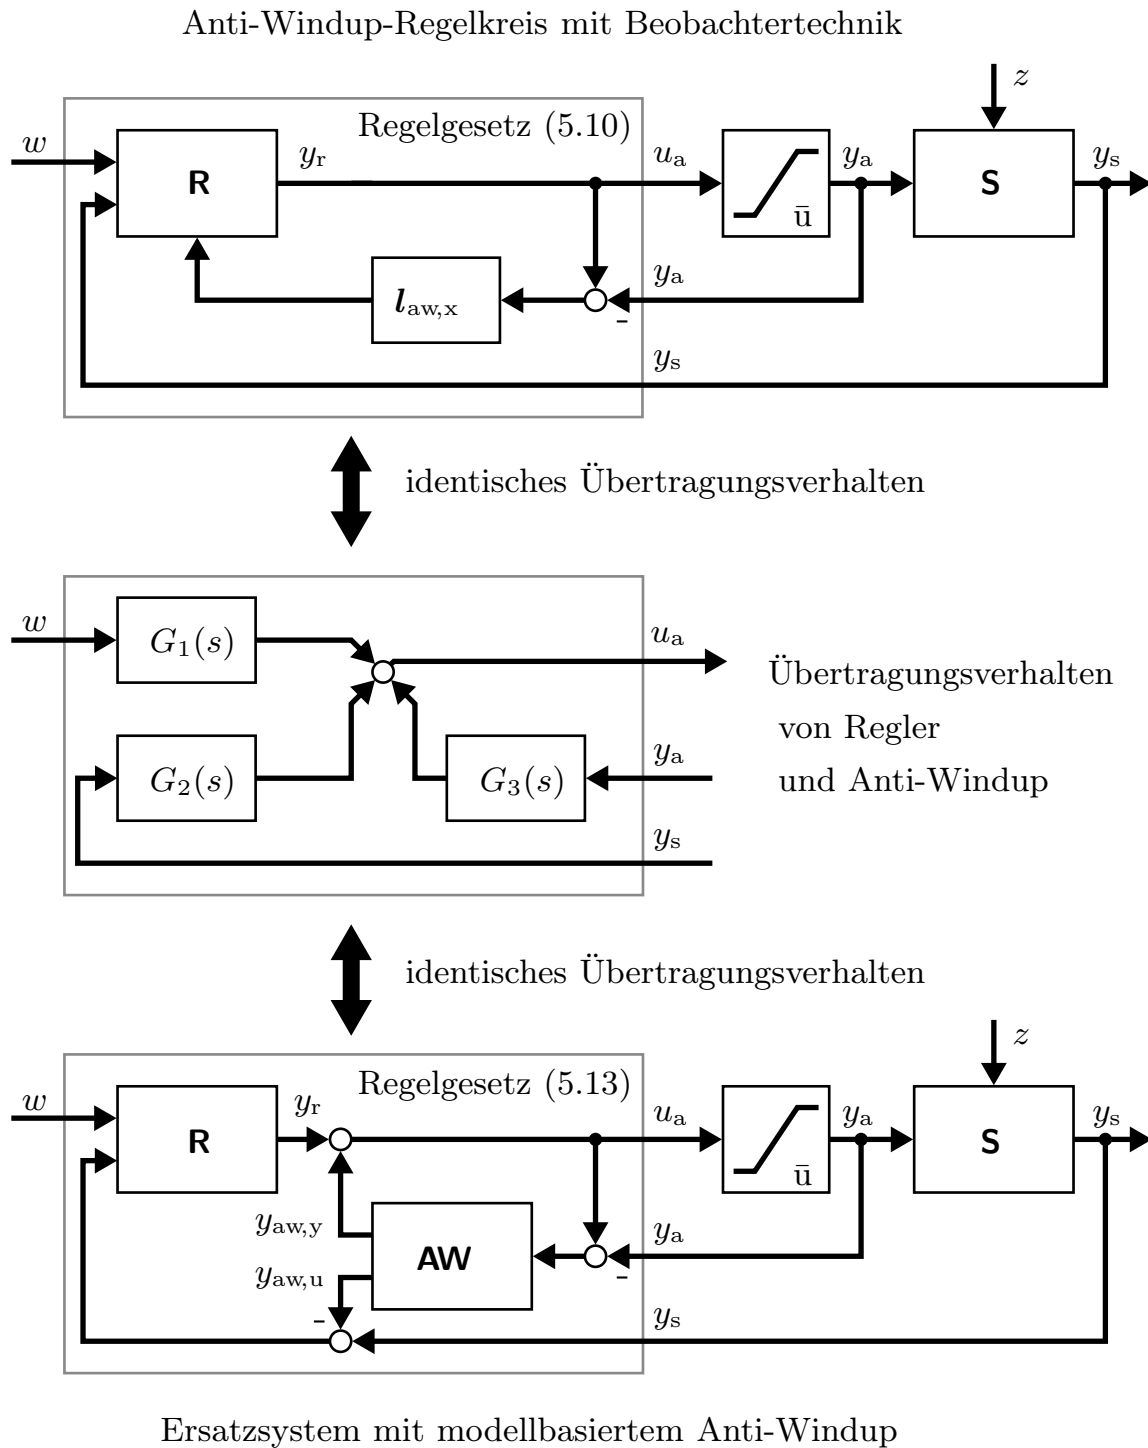 Anti-Windup-Regelkreis mit Beobachtertechnik
z
w
Regelgesetz (5.10)
R
y_r
u_a
ū
y_a
S
y_s
l_aw,x
y_a
-
y_s
identisches Übertragungsverhalten
w
G_1(s)
u_a
Übertragungsverhalten
von Regler
und Anti-Windup
G_2(s)
G_3(s)
y_a
y_s
identisches Übertragungsverhalten
z
w
Regelgesetz (5.13)
R
y_r
u_a
ū
y_a
S
y_s
y_aw,y
AW
y_a
-
y_aw,u
-
y_s
Ersatzsystem mit modellbasiertem Anti-Windup